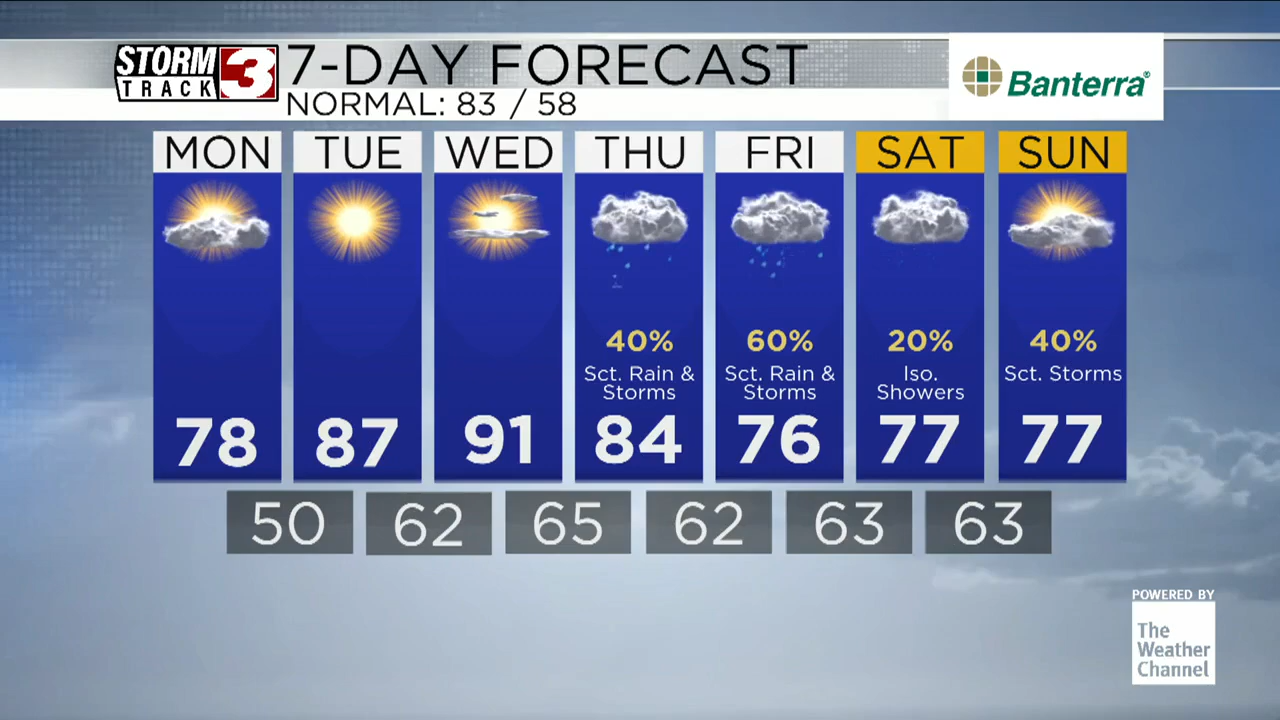 STORM
TRACK 3
7-DAY FORECAST
NORMAL: 83 / 58
Banterra®
MON TUE WED THU FRI SAT SUN
40% 60% 20% 40%
Sct. Rain & Sct. Rain & Iso. Sct. Storms
Storms Storms Showers
78 87 91 84 76 77 77
50 62 65 62 63 63
POWERED BY
The
Weather
Channel